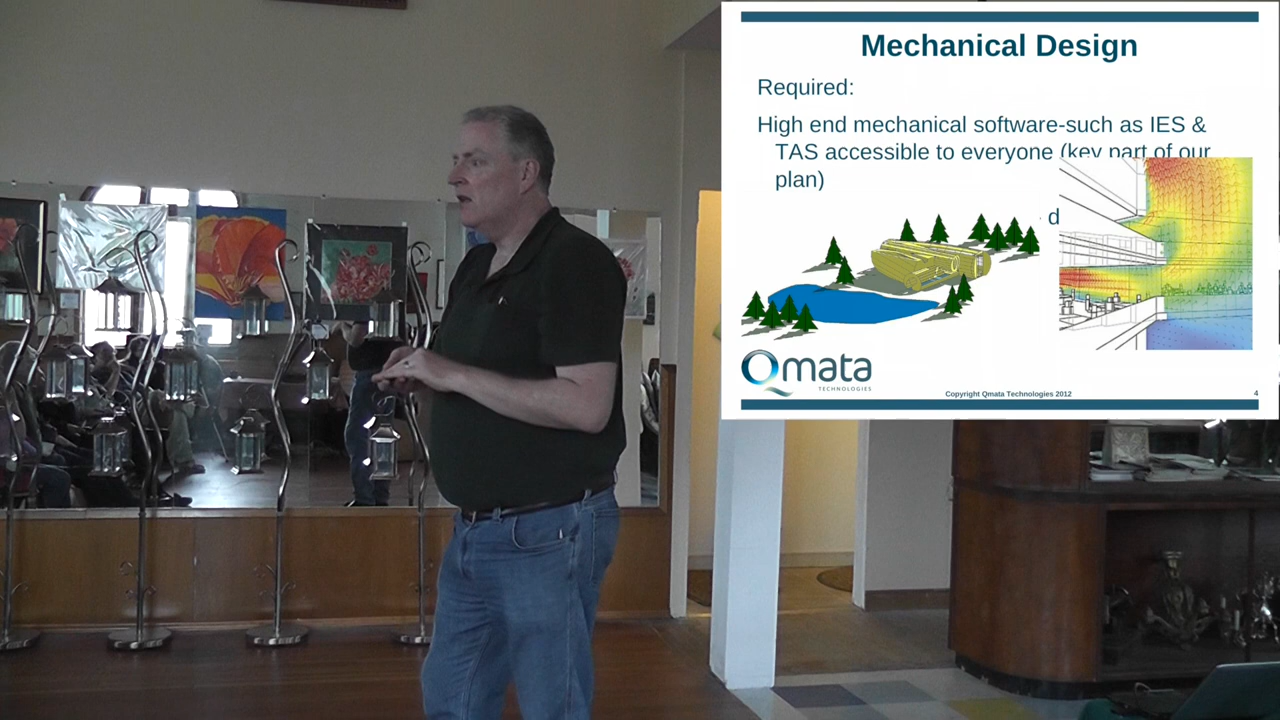 Mechanical Design
Required:
High end mechanical software-such as IES &
TAS accessible to everyone (key part of our
plan)
d
Qmata
TECHNOLOGIES
Copyright Qmata Technologies 2012
4